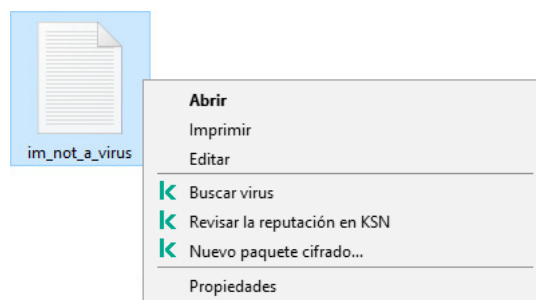 im_not_a_virus
Abrir
Imprimir
Editar
Buscar virus
Revisar la reputación en KSN
Nuevo paquete cifrado...
Propiedades